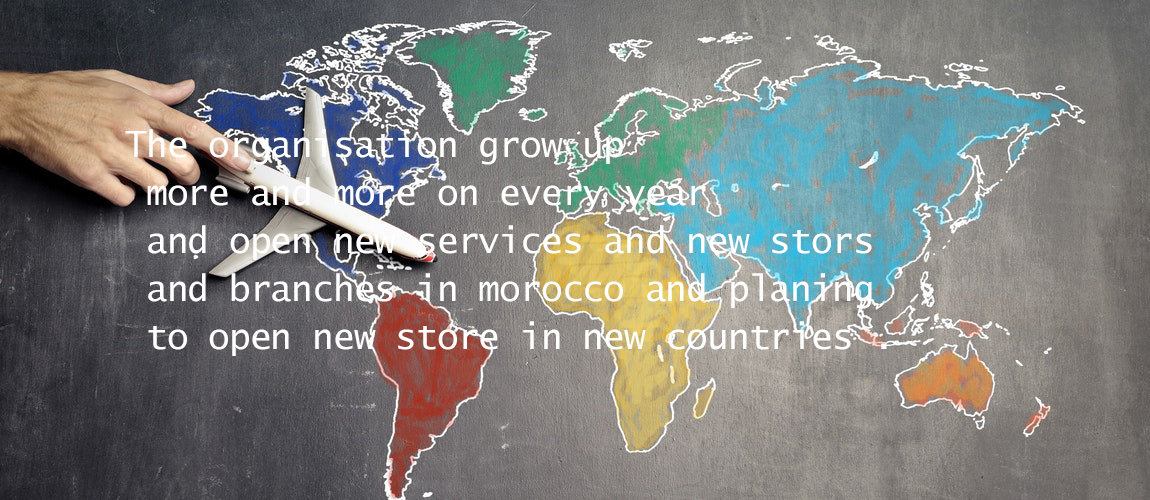 The organisation grow up
more and more on every year
and open new services and new stors
and branches in morocco and planing
to open new store in new countries .